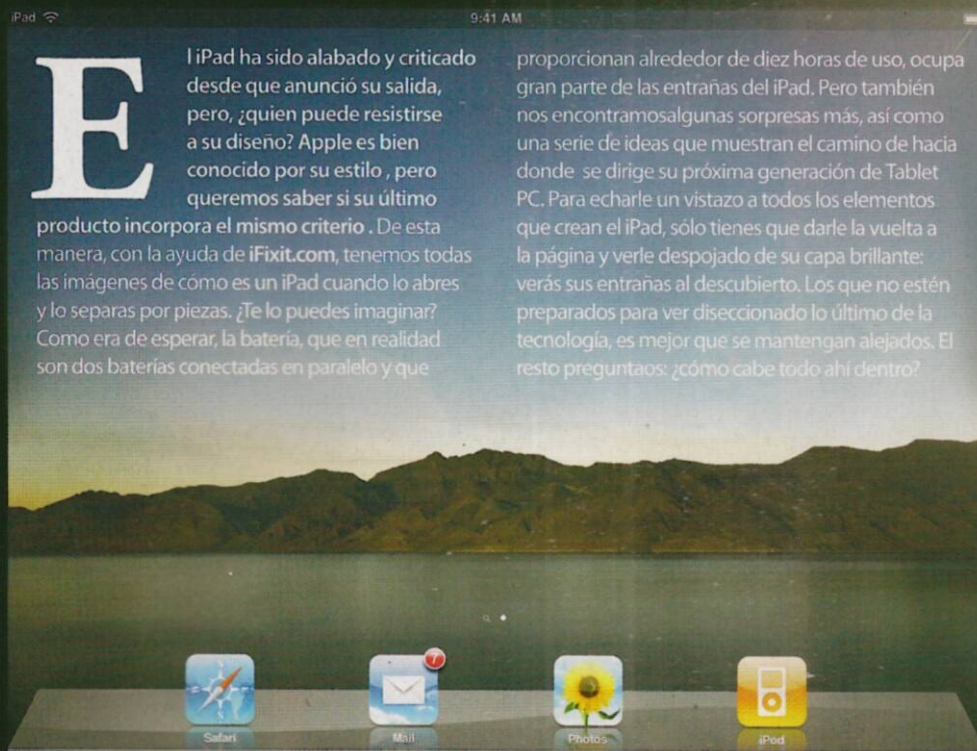 iPad
9:41 AM
El iPad ha sido alabado y criticado
desde que anunció su salida,
pero, ¿quien puede resistirse
a su diseño? Apple es bien
conocido por su estilo , pero
queremos saber si su último
producto incorpora el mismo criterio . De esta
manera, con la ayuda de iFixit.com, tenemos todas
las imágenes de cómo es un iPad cuando lo abres
y lo separas por piezas. ¿Te lo puedes imaginar?
Como era de esperar, la batería, que en realidad
son dos baterías conectadas en paralelo y que
proporcionan alrededor de diez horas de uso, ocupa
gran parte de las entrañas del iPad. Pero también
nos encontramosalgunas sorpresas más, así como
una serie de ideas que muestran el camino de hacia
donde se dirige su próxima generación de Tablet
PC. Para echarle un vistazo a todos los elementos
que crean el iPad, sólo tienes que darle la vuelta a
la página y verle despojado de su capa brillante:
verás sus entrañas al descubierto. Los que no estén
preparados para ver diseccionado lo último de la
tecnología, es mejor que se mantengan alejados. El
resto preguntaos: ¿cómo cabe todo ahí dentro?
7
Safari
Mail
Photos
iPod